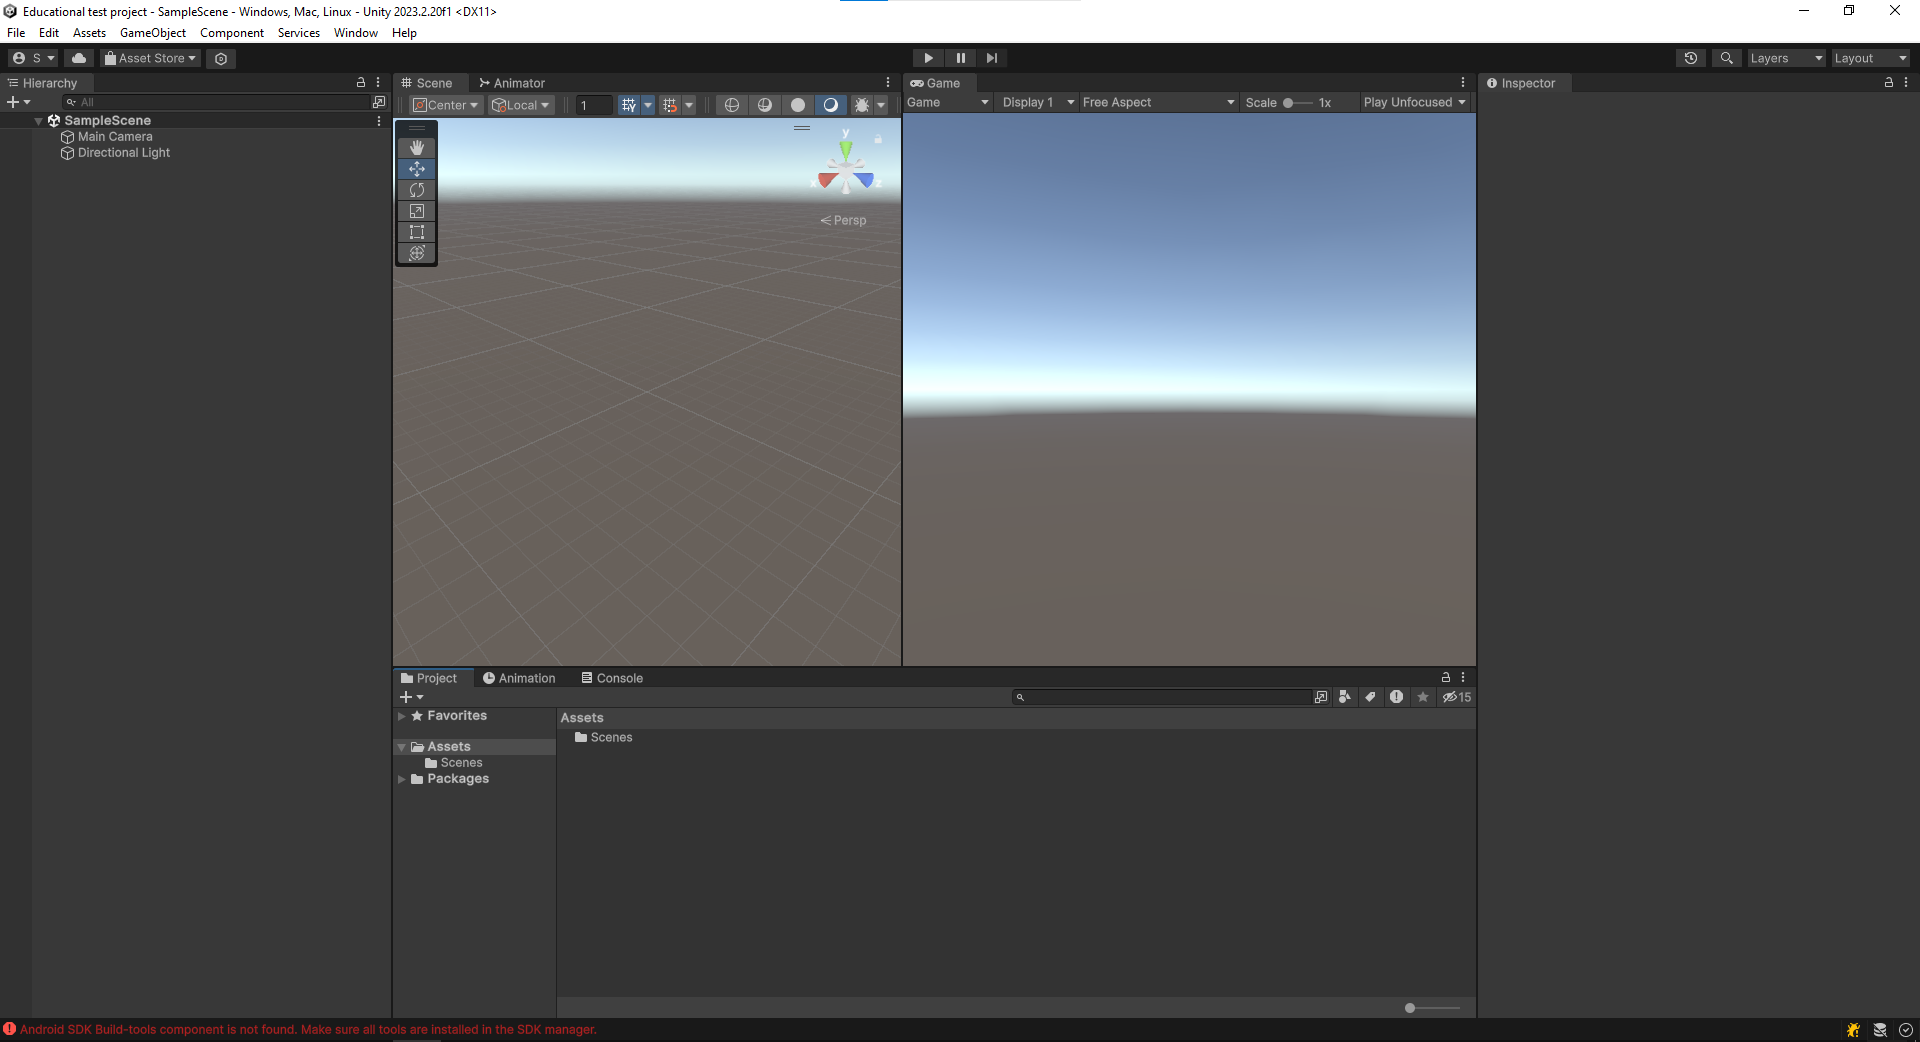 Educational test project - SampleScene - Windows, Mac, Linux - Unity 2023.2.20f1 <DX11>
File Edit Assets GameObject Component Services Window Help
S Asset Store Layers Layout
Hierarchy
All
SampleScene
Main Camera
Directional Light
Scene Animator
Center Local 1
y
x z
Persp
Game
Game Display 1 Free Aspect Scale 1x Play Unfocused
Inspector
Project Animation Console
15
Favorites
Assets
Scenes
Packages
Assets
Scenes
Android SDK Build-tools component is not found. Make sure all tools are installed in the SDK manager.